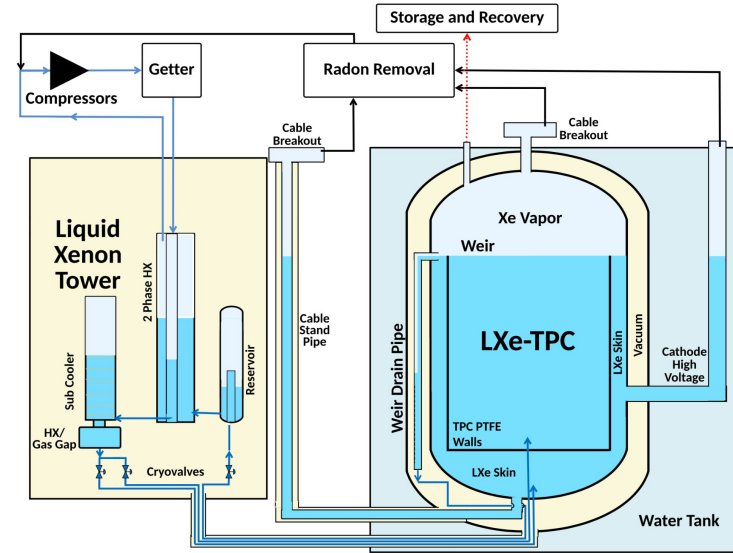 Storage and Recovery
Getter
Radon Removal
Compressors
Cable
Breakout
Cable
Breakout
Liquid
Xenon
Tower
2 Phase HX
Xe Vapor
Weir
Sub Cooler
Reservoir
Cable
Stand
Pipe
Weir Drain Pipe
LXe-TPC
LXe Skin
Vacuum
Cathode
High
Voltage
HX/
Gas Gap
Cryovalves
TPC PTFE
Walls
LXe Skin
Water Tank